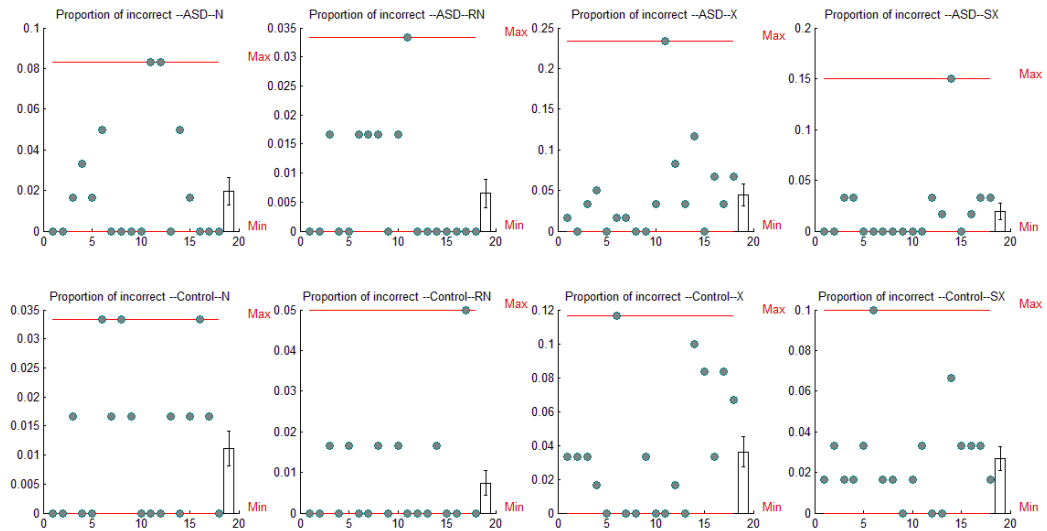 Proportion of incorrect --ASD--N
0.1
0.08
0.06
0.04
0.02
0
0 5 10 15 20
Max
Min
Proportion of incorrect --ASD--RN
0.035
0.03
0.025
0.02
0.015
0.01
0.005
0
0 5 10 15 20
Max
Min
Proportion of incorrect --ASD--X
0.25
0.2
0.15
0.1
0.05
0
0 5 10 15 20
Max
Min
Proportion of incorrect --ASD--SX
0.2
0.15
0.1
0.05
0
0 5 10 15 20
Max
Min
Proportion of incorrect --Control--N
0.035
0.03
0.025
0.02
0.015
0.01
0.005
0
0 5 10 15 20
Max
Min
Proportion of incorrect --Control--RN
0.05
0.04
0.03
0.02
0.01
0
0 5 10 15 20
Max
Min
Proportion of incorrect --Control--X
0.12
0.1
0.08
0.06
0.04
0.02
0
0 5 10 15 20
Max
Min
Proportion of incorrect --Control--SX
0.1
0.08
0.06
0.04
0.02
0
0 5 10 15 20
Max
Min